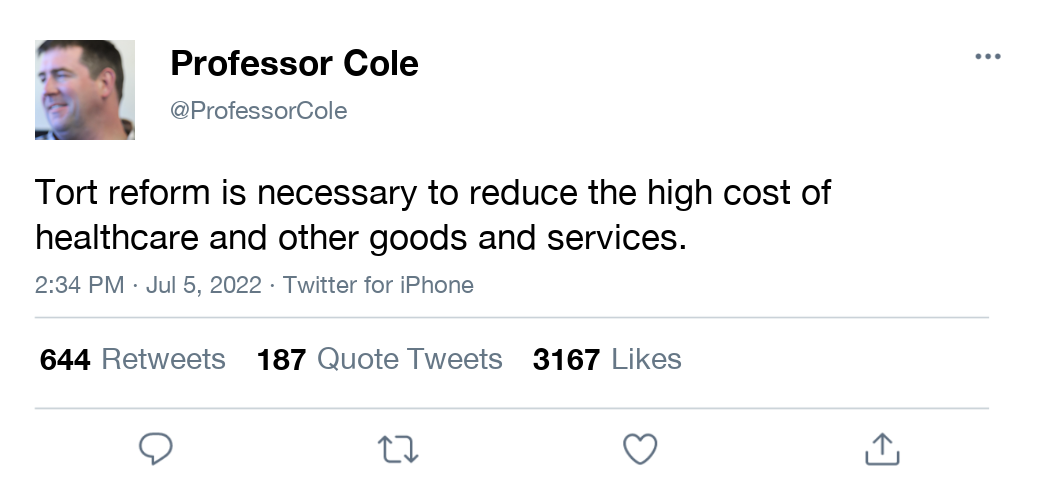 Professor Cole
@ProfessorCole
Tort reform is necessary to reduce the high cost of
healthcare and other goods and services.
2:34 PM · Jul 5, 2022 · Twitter for iPhone
644 Retweets 187 Quote Tweets 3167 Likes